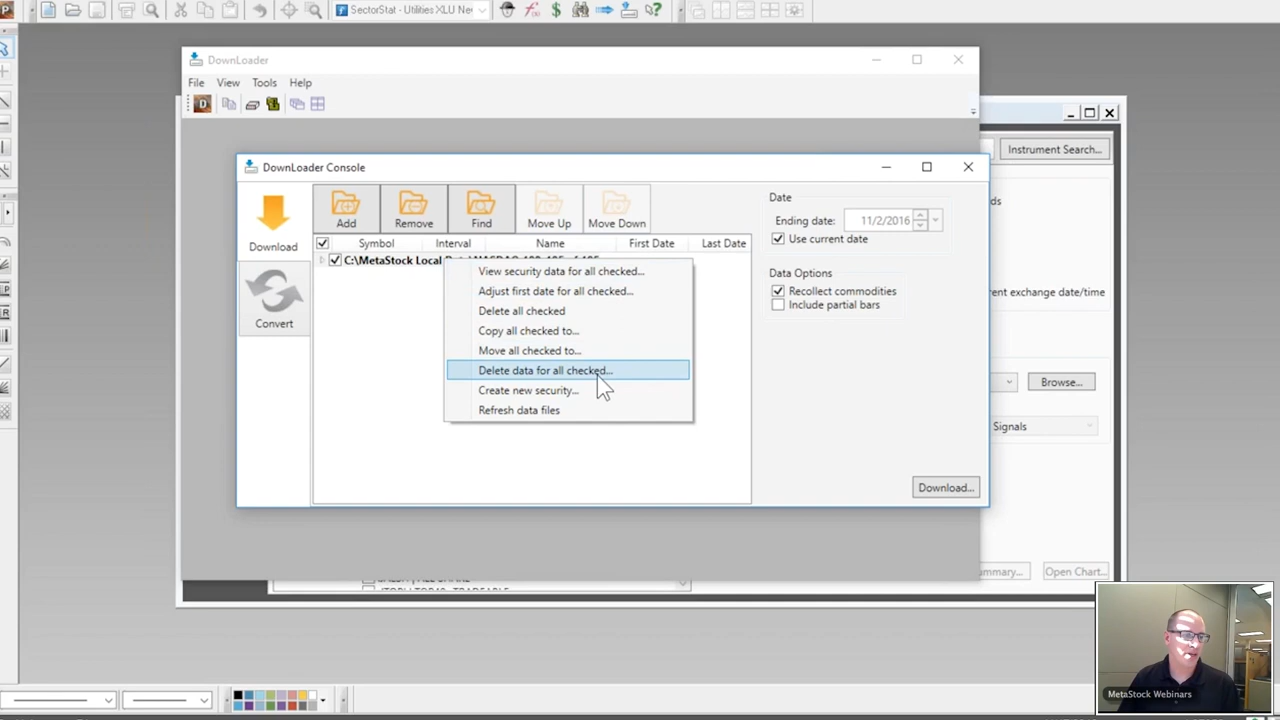 SectorStat - Utilities XLU Ne
DownLoader
File View Tools Help
Instrument Search...
DownLoader Console
Download
Convert
Add
Remove
Find
Move Up
Move Down
Symbol Interval Name First Date Last Date
C:\MetaStock Local
View security data for all checked...
Adjust first date for all checked...
Delete all checked
Copy all checked to...
Move all checked to...
Delete data for all checked...
Create new security...
Refresh data files
Date
Ending date: 11/2/2016
Use current date
Data Options
Recollect commodities
Include partial bars
Download...
ds
ent exchange date/time
Browse...
Signals
mmary...
Open Chart...
MetaStock Webinars